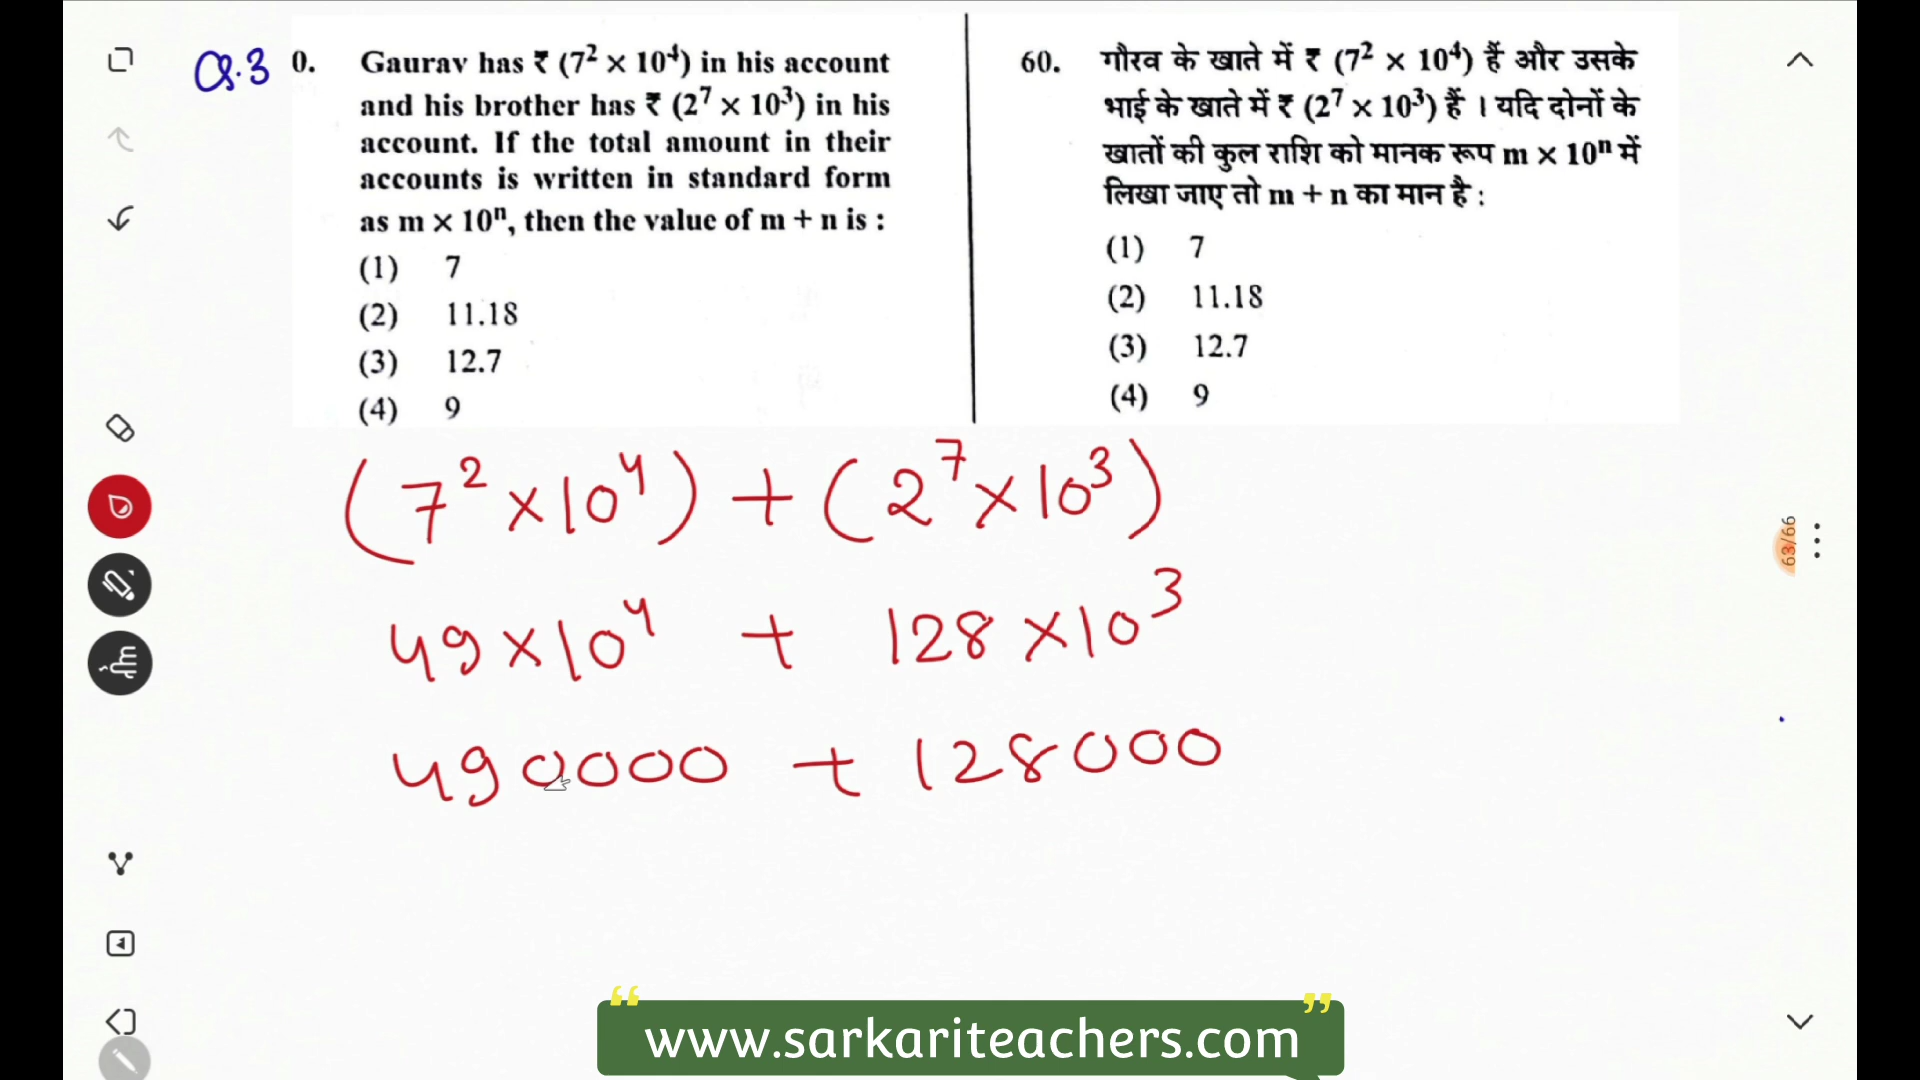 Q.3 0. Gaurav has ₹ (7² × 10⁴) in his account
and his brother has ₹ (2⁷ × 10³) in his
account. If the total amount in their
accounts is written in standard form
as m × 10ⁿ, then the value of m + n is :
(1) 7
(2) 11.18
(3) 12.7
(4) 9
60. गौरव के खाते में ₹ (7² × 10⁴) हैं और उसके
भाई के खाते में ₹ (2⁷ × 10³) हैं । यदि दोनों के
खातों की कुल राशि को मानक रूप m × 10ⁿ में
लिखा जाए तो m + n का मान है :
(1) 7
(2) 11.18
(3) 12.7
(4) 9
(7² × 10⁴) + (2⁷ × 10³)
49 × 10⁴ + 128 × 10³
490000 + 128000
63/66
“www.sarkariteachers.com”